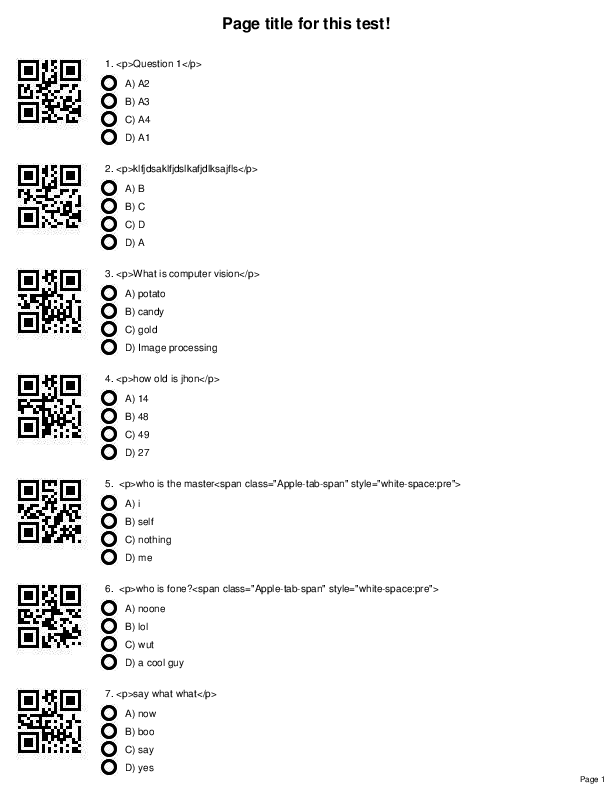 Page title for this test!
1. <p>Question 1</p>
A) A2
B) A3
C) A4
D) A1
2. <p>klfjdsaklfjdslkafjdlksajfls</p>
A) B
B) C
C) D
D) A
3. <p>What is computer vision</p>
A) potato
B) candy
C) gold
D) Image processing
4. <p>how old is jhon</p>
A) 14
B) 48
C) 49
D) 27
5. <p>who is the master<span class="Apple-tab-span" style="white-space:pre">
A) i
B) self
C) nothing
D) me
6. <p>who is fone?<span class="Apple-tab-span" style="white-space:pre">
A) noone
B) lol
C) wut
D) a cool guy
7. <p>say what what</p>
A) now
B) boo
C) say
D) yes
Page 1